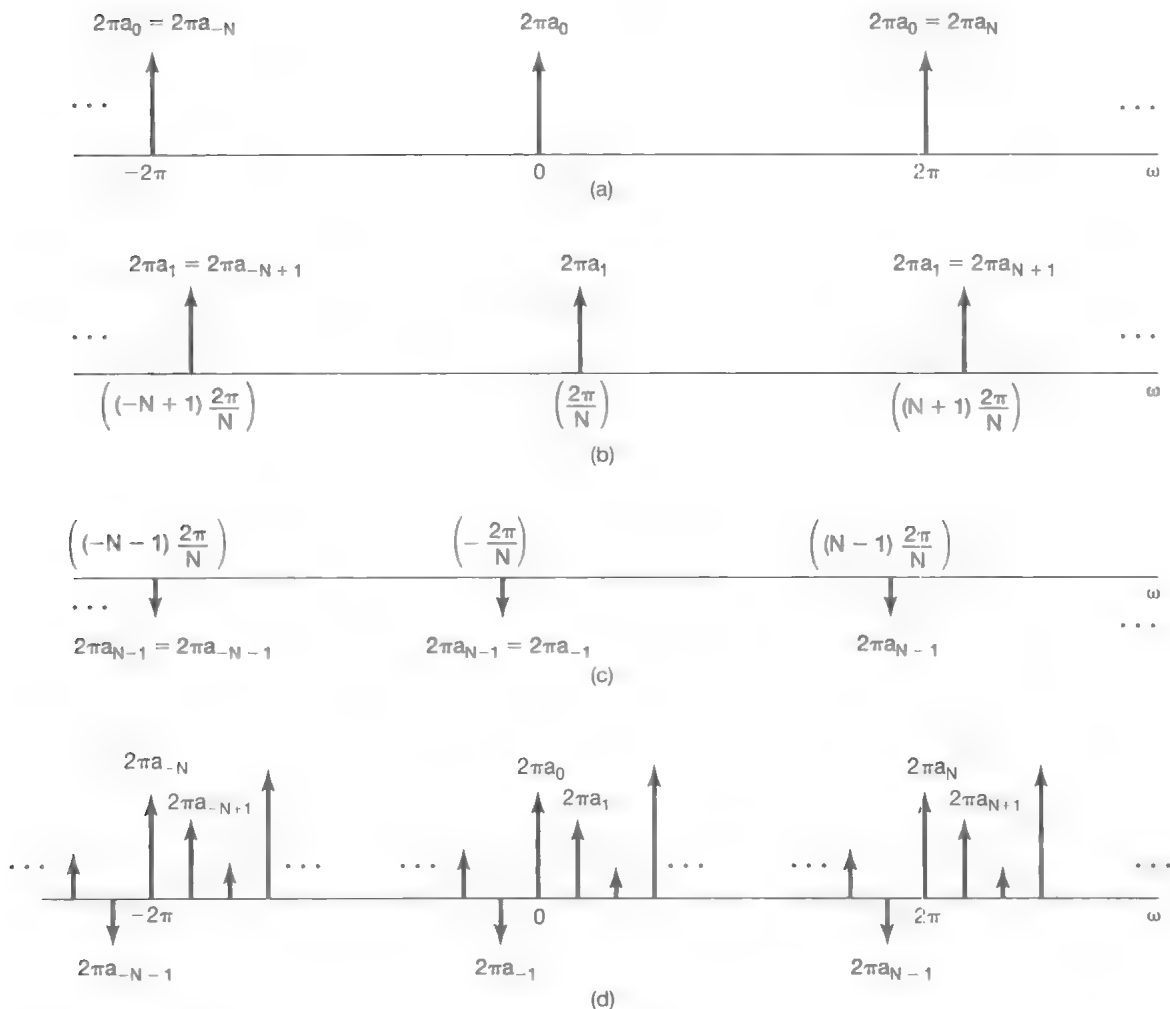 2πa₀ = 2πa₋N 2πa₀ 2πa₀ = 2πaN
... ...
−2π 0 2π ω
(a)
2πa₁ = 2πa₋N + 1 2πa₁ 2πa₁ = 2πaN + 1
... ...
ω
((−N + 1) 2π/N) (2π/N) ((N + 1) 2π/N)
(b)
((−N − 1) 2π/N) (− 2π/N) ((N − 1) 2π/N)
ω
... ...
2πaN−1 = 2πa−N−1 2πaN−1 = 2πa−1 2πaN−1
(c)
2πa−N 2πa₀ 2πaN
2πa−N+1 2πa₁ 2πaN+1
... ... ... ... ... ...
−2π 0 2π ω
2πa−N−1 2πa−1 2πaN−1
(d)